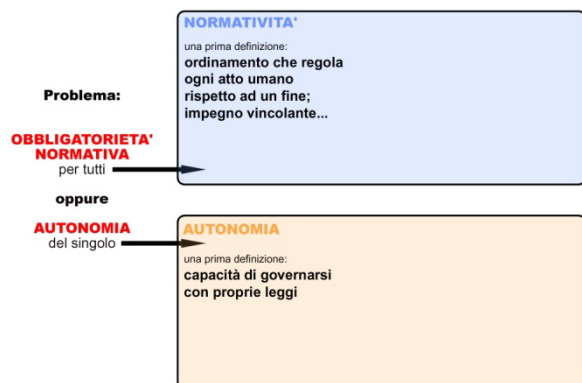 NORMATIVITA'
una prima definizione:
ordinamento che regola
ogni atto umano
rispetto ad un fine;
impegno vincolante...
Problema:
OBBLIGATORIETA'
NORMATIVA
per tutti
oppure
AUTONOMIA
del singolo
AUTONOMIA
una prima definizione:
capacità di governarsi
con proprie leggi